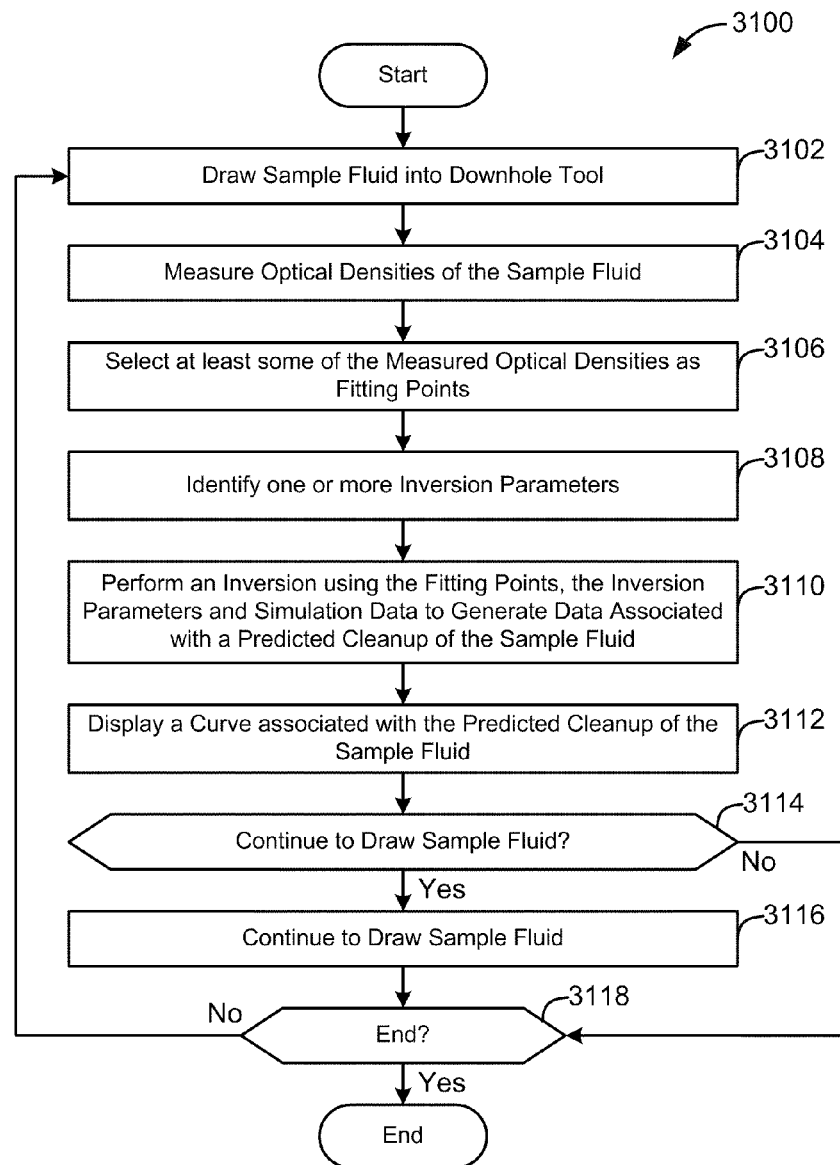 3100
Start
3102
Draw Sample Fluid into Downhole Tool
3104
Measure Optical Densities of the Sample Fluid
3106
Select at least some of the Measured Optical Densities as
Fitting Points
3108
Identify one or more Inversion Parameters
3110
Perform an Inversion using the Fitting Points, the Inversion
Parameters and Simulation Data to Generate Data Associated
with a Predicted Cleanup of the Sample Fluid
3112
Display a Curve associated with the Predicted Cleanup of the
Sample Fluid
3114
Continue to Draw Sample Fluid?
No
Yes
3116
Continue to Draw Sample Fluid
3118
No
End?
Yes
End